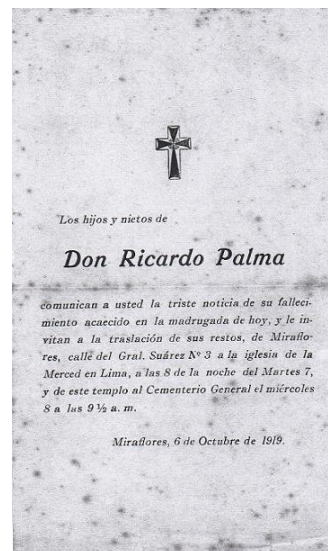 Los hijos y nietos de
Don Ricardo Palma
comunican a usted la triste noticia de su falleci-
miento acaecido en la madrugada de hoy, y le in-
vitan a la traslación de sus restos, de Miraflo-
res, calle del Gral. Suárez Nº 3 a la iglesia de la
Merced en Lima, a las 8 de la noche del Martes 7,
y de este templo al Cementerio General el miércoles
8 a las 9 ½ a. m.
Miraflores, 6 de Octubre de 1919.